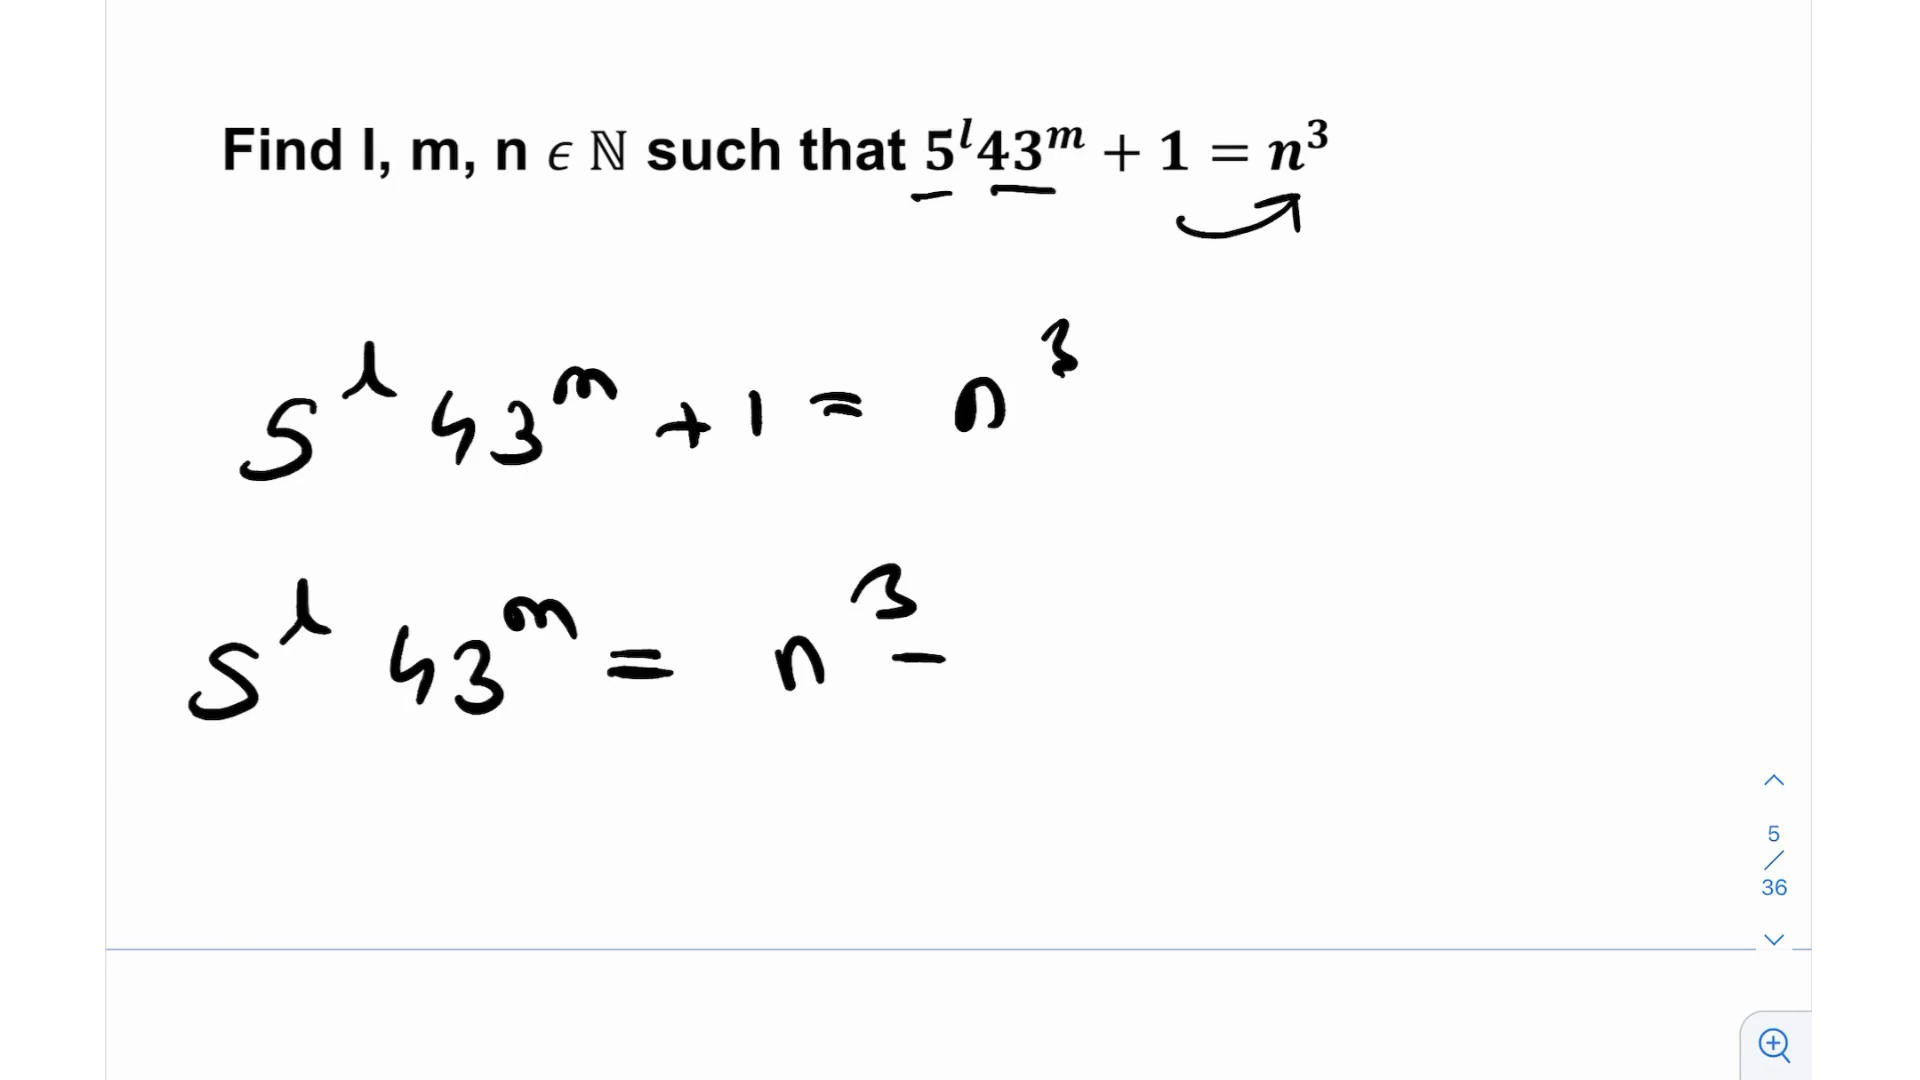 Find l, m, n ϵ ℕ such that 5^l 43^m + 1 = n^3
5^l 43^m + 1 = n^3
5^l 43^m = n^3 −
5
/
36